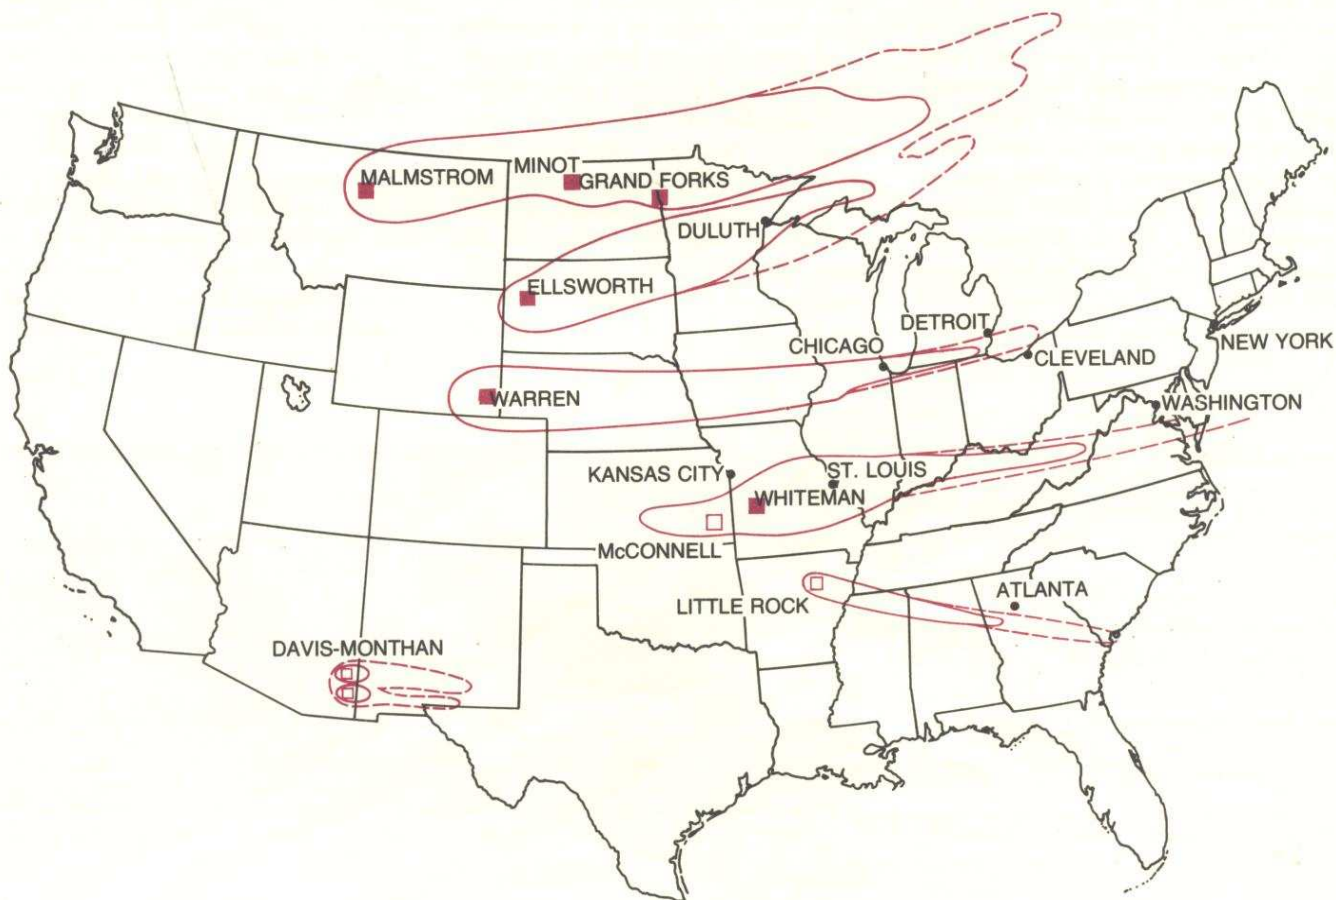 MINOT
MALMSTROM
GRAND FORKS
DULUTH
ELLSWORTH
DETROIT
CHICAGO
NEW YORK
CLEVELAND
WARREN
WASHINGTON
KANSAS CITY
ST. LOUIS
WHITEMAN
McCONNELL
ATLANTA
LITTLE ROCK
DAVIS-MONTHAN